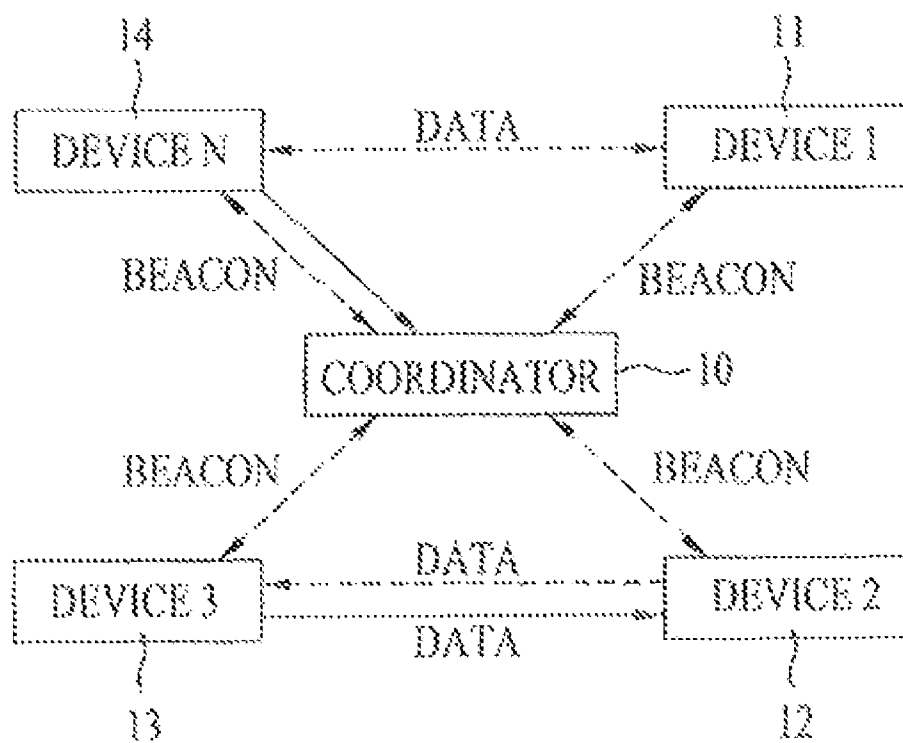 14
11
DEVICE N
DATA
DEVICE 1
BEACON
BEACON
COORDINATOR
10
BEACON
BEACON
DATA
DEVICE 3
DEVICE 2
DATA
13
12